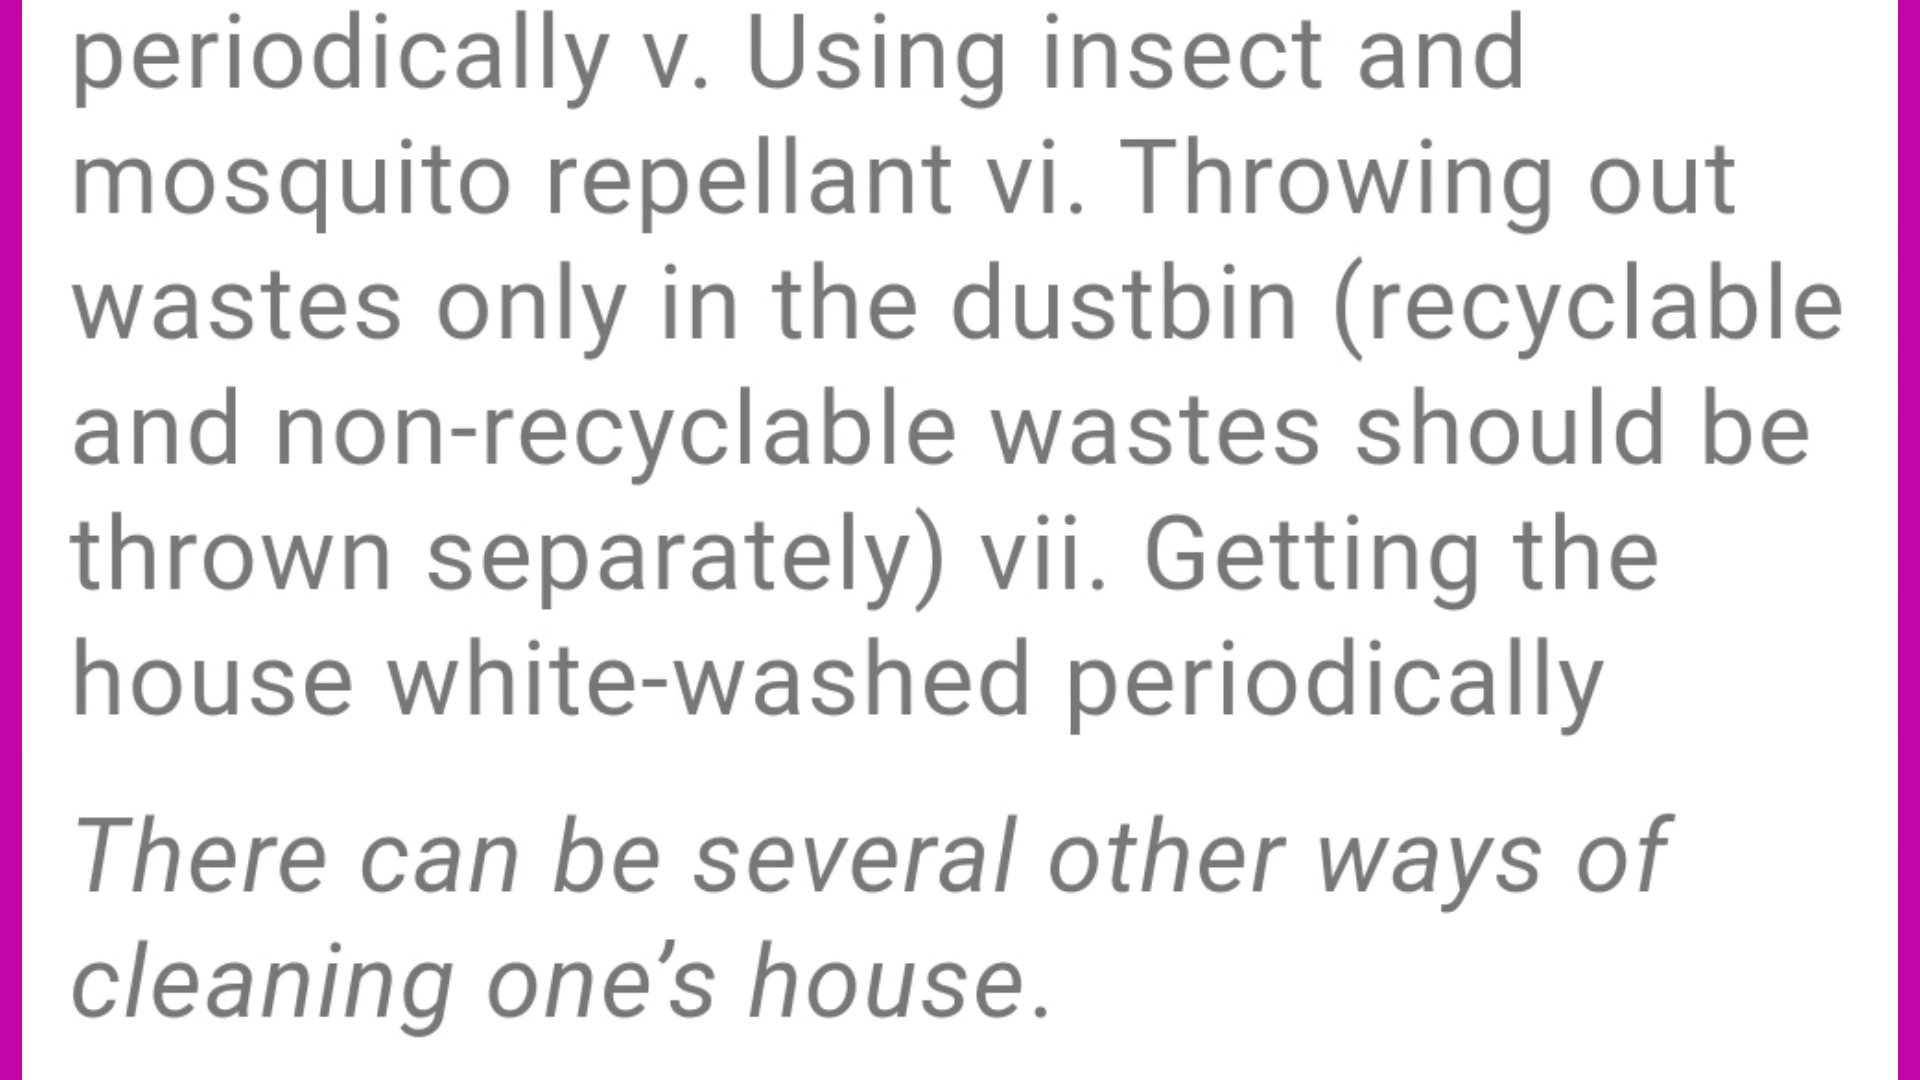 periodically v. Using insect and
mosquito repellant vi. Throwing out
wastes only in the dustbin (recyclable
and non-recyclable wastes should be
thrown separately) vii. Getting the
house white-washed periodically
There can be several other ways of
cleaning one’s house.